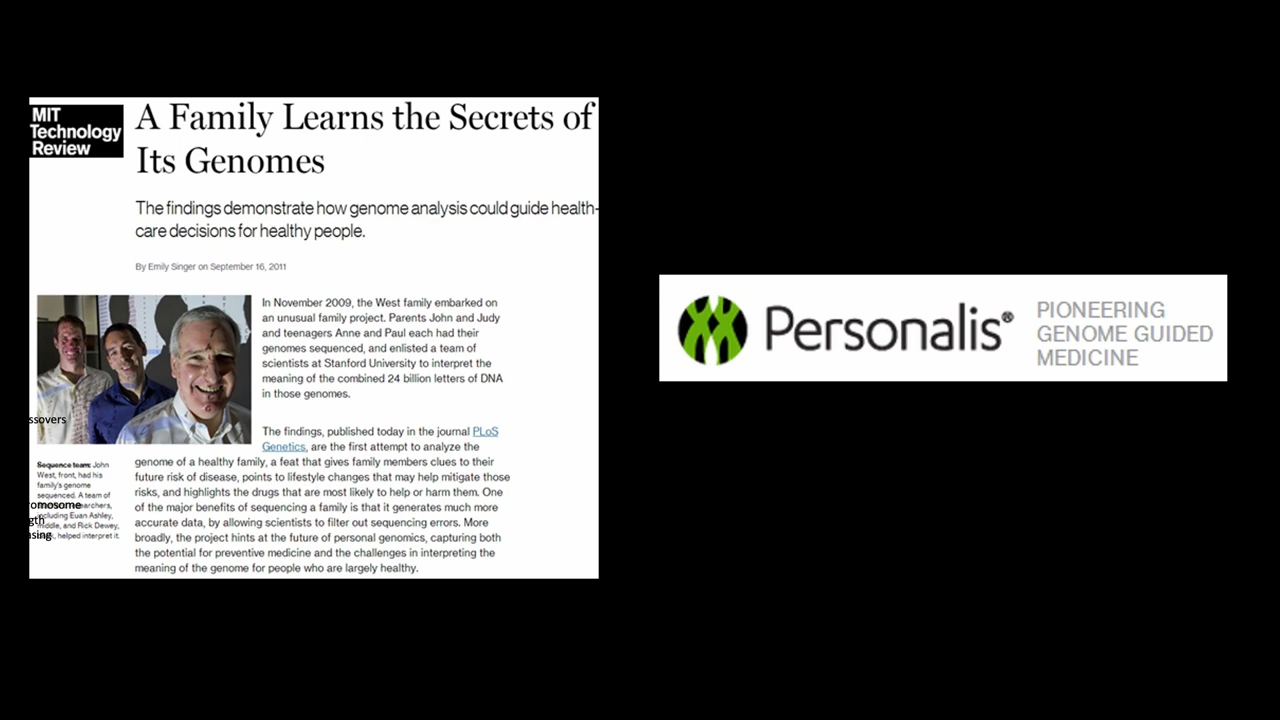 MIT
Technology
Review
A Family Learns the Secrets of
Its Genomes
The findings demonstrate how genome analysis could guide health-
care decisions for healthy people.
By Emily Singer on September 16, 2011
In November 2009, the West family embarked on
an unusual family project. Parents John and Judy
and teenagers Anne and Paul each had their
genomes sequenced, and enlisted a team of
scientists at Stanford University to interpret the
meaning of the combined 24 billion letters of DNA
in those genomes.
The findings, published today in the journal PLoS
Genetics, are the first attempt to analyze the
genome of a healthy family, a feat that gives family members clues to their
future risk of disease, points to lifestyle changes that may help mitigate those
risks, and highlights the drugs that are most likely to help or harm them. One
of the major benefits of sequencing a family is that it generates much more
accurate data, by allowing scientists to filter out sequencing errors. More
broadly, the project hints at the future of personal genomics, capturing both
the potential for preventive medicine and the challenges in interpreting the
meaning of the genome for people who are largely healthy.
ssovers
Sequence team: John
West, front, had his
family's genome
sequenced. A team of
omosome
including Euan Ashley,
gth
middle, and Rick Dewey,
helped interpret it.
Personalis®
PIONEERING
GENOME GUIDED
MEDICINE